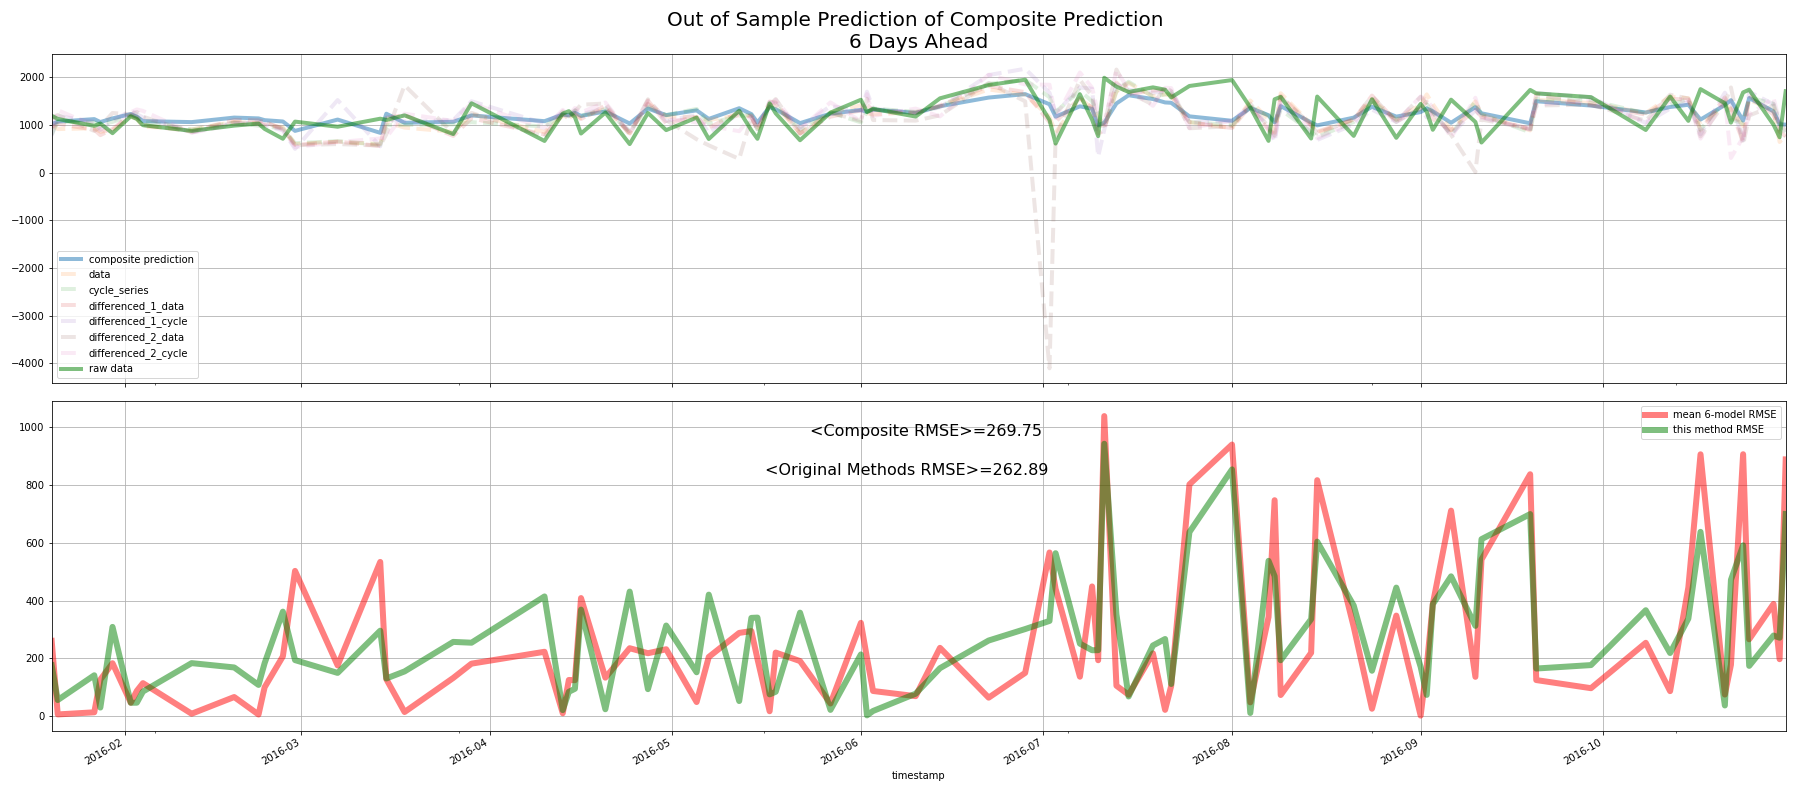 Out of Sample Prediction of Composite Prediction
6 Days Ahead
2000
1000
0
−1000
−2000
−3000
−4000
composite prediction
data
cycle_series
differenced_1_data
differenced_1_cycle
differenced_2_data
differenced_2_cycle
raw data
1000
800
600
400
200
0
<Composite RMSE>=269.75
<Original Methods RMSE>=262.89
mean 6-model RMSE
this method RMSE
2016-02
2016-03
2016-04
2016-05
2016-06
2016-07
2016-08
2016-09
2016-10
timestamp